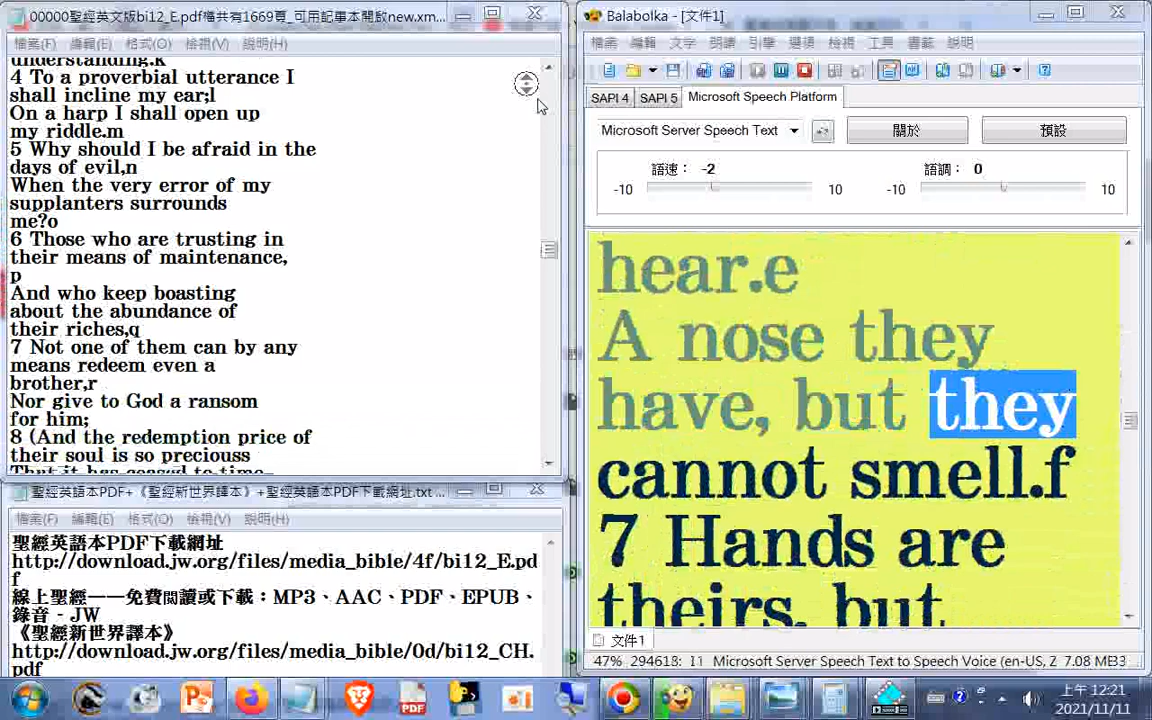 00000聖經英文版bi12_E.pdf檔共有1669頁_可用記事本開啟new.xm...
檔案(F) 編輯(E) 格式(O) 檢視(V) 說明(H)
understanding.k
4 To a proverbial utterance I
shall incline my ear;l
On a harp I shall open up
my riddle.m
5 Why should I be afraid in the
days of evil,n
When the very error of my
supplanters surrounds
me?o
6 Those who are trusting in
their means of maintenance,
p
And who keep boasting
about the abundance of
their riches,q
7 Not one of them can by any
means redeem even a
brother,r
Nor give to God a ransom
for him;
8 (And the redemption price of
their soul is so preciouss
That it has ceased to time
聖經英語本PDF+《聖經新世界譯本》+聖經英語本PDF下載網址.txt ...
檔案(F) 編輯(E) 格式(O) 檢視(V) 說明(H)
聖經英語本PDF下載網址
http://download.jw.org/files/media_bible/4f/bi12_E.pd
f
線上聖經——免費閱讀或下載：MP3、AAC、PDF、EPUB、
錄音 - JW
《聖經新世界譯本》
http://download.jw.org/files/media_bible/0d/bi12_CH.
pdf
Balabolka - [文件1]
檔案 編輯 文字 朗讀 引擎 選項 檢視 工具 書籤 說明
SAPI 4 SAPI 5 Microsoft Speech Platform
Microsoft Server Speech Text 關於 預設
語速： -2 語調： 0
-10 10 -10 10
hear.e
A nose they
have, but they
cannot smell.f
7 Hands are
theirs, but
文件1
47% 294618: 11 Microsoft Server Speech Text to Speech Voice (en-US, Z 7.08 MB33
上午 12:21
2021/11/11